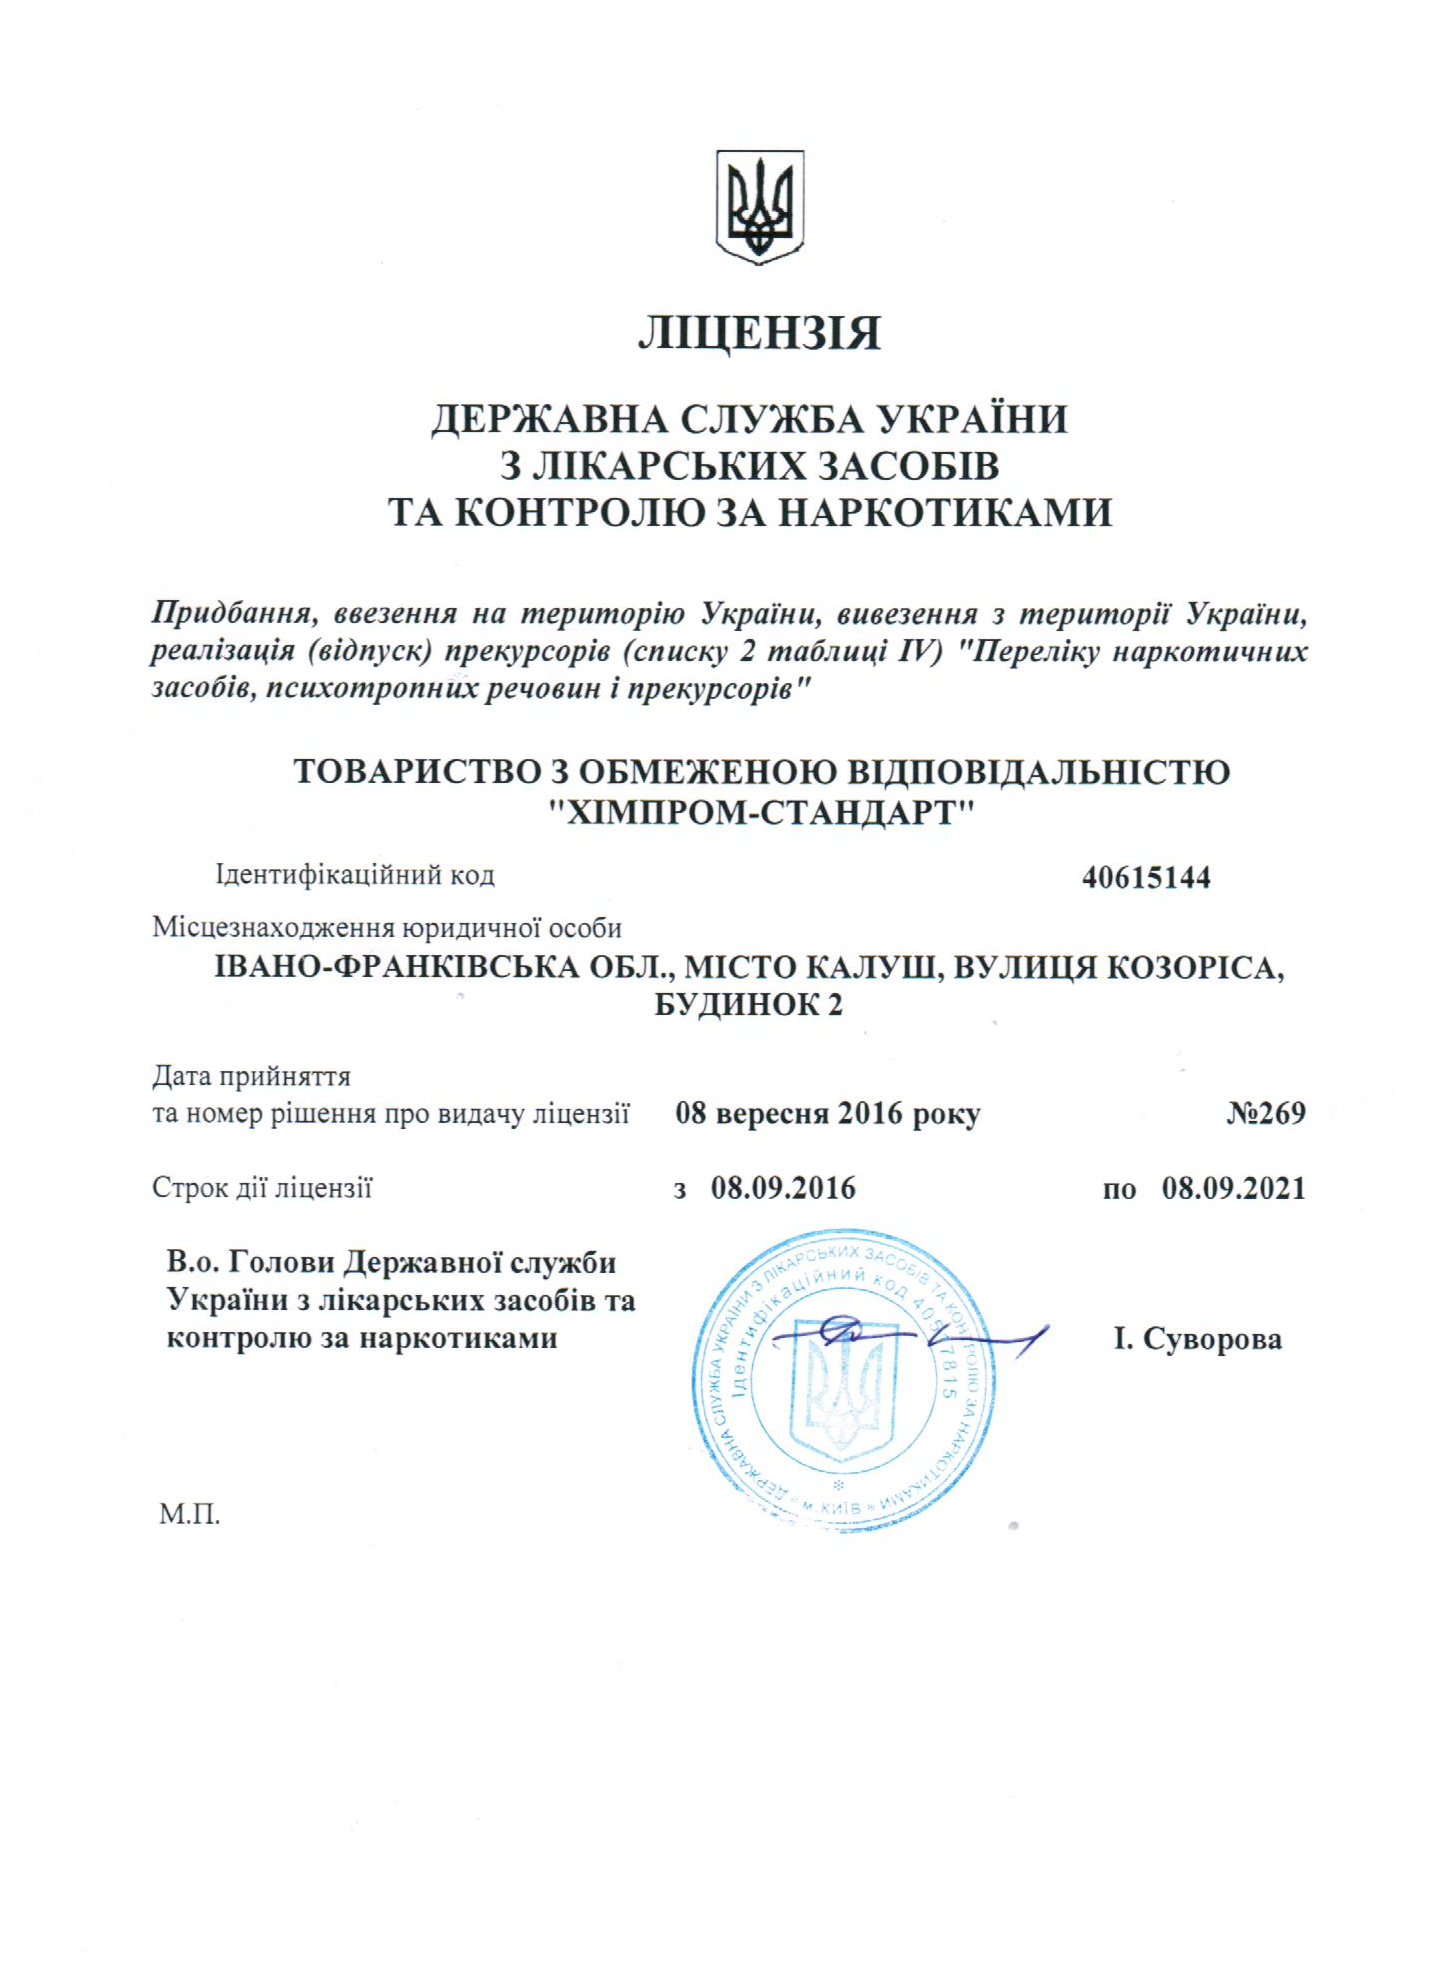 ЛІЦЕНЗІЯ
ДЕРЖАВНА СЛУЖБА УКРАЇНИ
З ЛІКАРСЬКИХ ЗАСОБІВ
ТА КОНТРОЛЮ ЗА НАРКОТИКАМИ
Придбання, ввезення на територію України, вивезення з території України,
реалізація (відпуск) прекурсорів (списку 2 таблиці IV) "Переліку наркотичних
засобів, психотропних речовин і прекурсорів"
ТОВАРИСТВО З ОБМЕЖЕНОЮ ВІДПОВІДАЛЬНІСТЮ
"ХІМПРОМ-СТАНДАРТ"
Ідентифікаційний код 40615144
Місцезнаходження юридичної особи
ІВАНО-ФРАНКІВСЬКА ОБЛ., МІСТО КАЛУШ, ВУЛИЦЯ КОЗОРІСА,
БУДИНОК 2
Дата прийняття
та номер рішення про видачу ліцензії 08 вересня 2016 року №269
Строк дії ліцензії з 08.09.2016 по 08.09.2021
В.о. Голови Державної служби
України з лікарських засобів та
контролю за наркотиками
І. Суворова
ДЕРЖАВНА СЛУЖБА УКРАЇНИ З ЛІКАРСЬКИХ ЗАСОБІВ ТА КОНТРОЛЮ ЗА НАРКОТИКАМИ * м.КИЇВ *
Ідентифікаційний код
М.П.